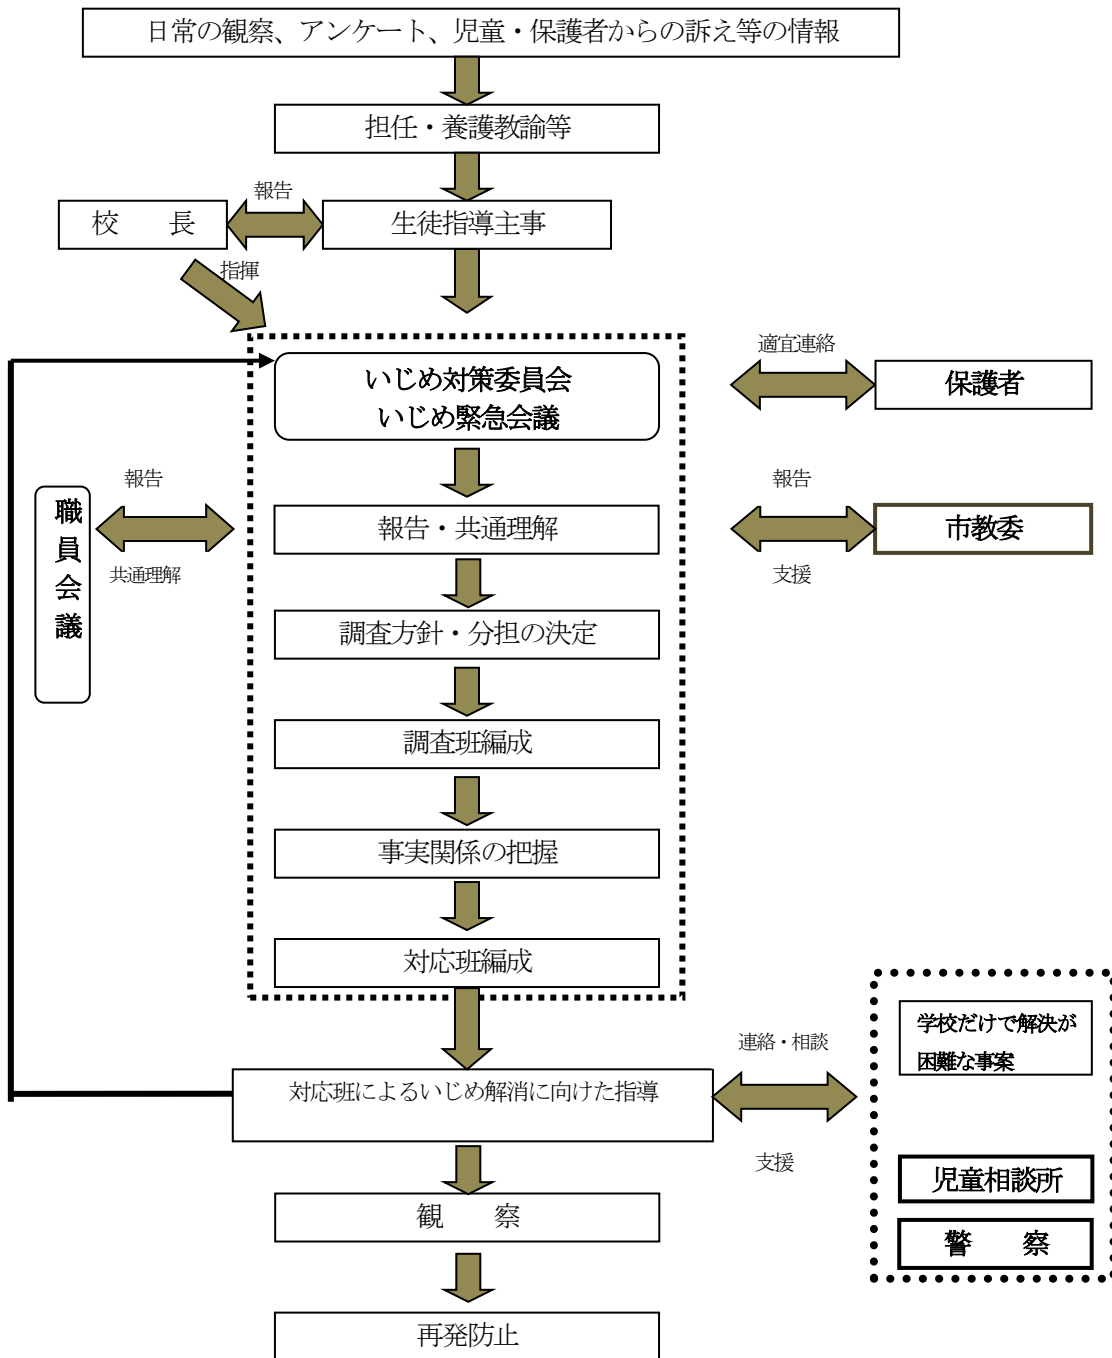 日常の観察、アンケート、児童・保護者からの訴え等の情報
担任・養護教諭等
報告
校　　長
生徒指導主事
指揮
いじめ対策委員会
いじめ緊急会議
適宜連絡
保護者
職員会議
報告
共通理解
報告・共通理解
報告
市教委
支援
調査方針・分担の決定
調査班編成
事実関係の把握
対応班編成
学校だけで解決が
困難な事案
連絡・相談
対応班によるいじめ解消に向けた指導
支援
児童相談所
警　　察
観　　察
再発防止